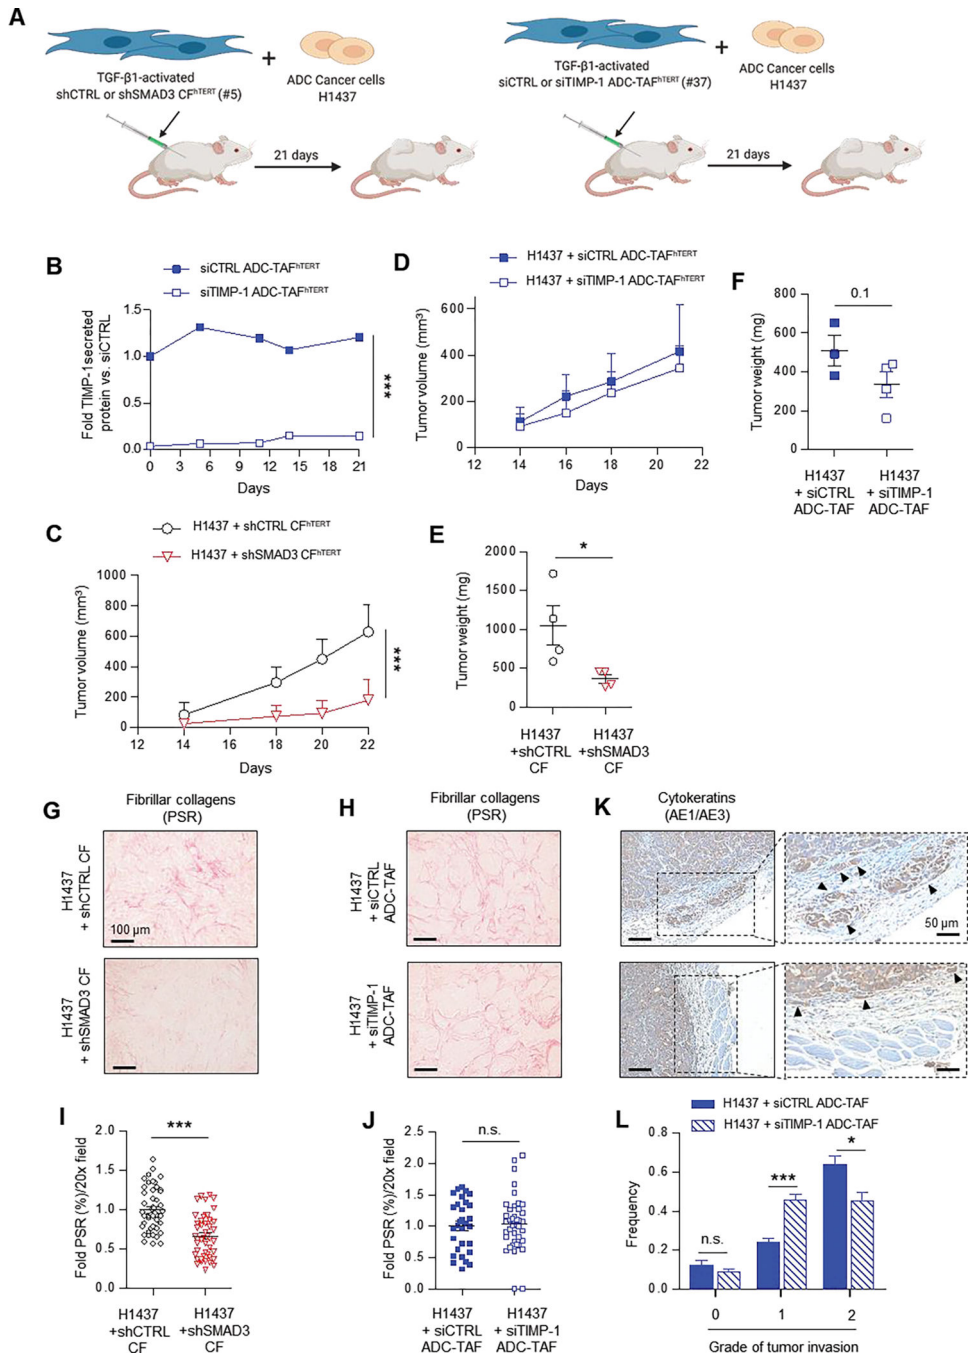 A
TGF-β1-activated
shCTRL or shSMAD3 CFhTERT (#5)
+
ADC Cancer cells
H1437
21 days
TGF-β1-activated
siCTRL or siTIMP-1 ADC-TAFhTERT (#37)
+
ADC Cancer cells
H1437
21 days
B
siCTRL ADC-TAFhTERT
siTIMP-1 ADC-TAFhTERT
Fold TIMP-1secreted
protein vs. siCTRL
1.5
1.0
0.5
0.0
0 3 6 9 12 15 18 21
Days
***
D
H1437 + siCTRL ADC-TAFhTERT
H1437 + siTIMP-1 ADC-TAFhTERT
Tumor volume (mm3)
600
400
200
0
12 14 16 18 20 22
Days
F
Tumor weight (mg)
800
600
400
200
0
0.1
H1437
+ siCTRL
ADC-TAF
H1437
+ siTIMP-1
ADC-TAF
C
H1437 + shCTRL CFhTERT
H1437 + shSMAD3 CFhTERT
Tumor volume (mm3)
1000
800
600
400
200
0
12 14 16 18 20 22
Days
***
E
Tumor weight (mg)
2000
1500
1000
500
0
*
H1437
+shCTRL
CF
H1437
+shSMAD3
CF
G
Fibrillar collagens
(PSR)
H1437
+ shCTRL CF
100 µm
H1437
+ shSMAD3 CF
H
Fibrillar collagens
(PSR)
H1437
+ siCTRL
ADC-TAF
H1437
+ siTIMP-1
ADC-TAF
K
Cytokeratins
(AE1/AE3)
50 µm
I
Fold PSR (%)/20x field
2.0
1.5
1.0
0.5
0.0
***
H1437
+shCTRL
CF
H1437
+shSMAD3
CF
J
Fold PSR (%)/20x field
2.5
2.0
1.5
1.0
0.5
0.0
n.s.
H1437
+ siCTRL
ADC-TAF
H1437
+ siTIMP-1
ADC-TAF
L
H1437 + siCTRL ADC-TAF
H1437 + siTIMP-1 ADC-TAF
Frequency
0.8
0.6
0.4
0.2
0.0
n.s.
***
*
0 1 2
Grade of tumor invasion